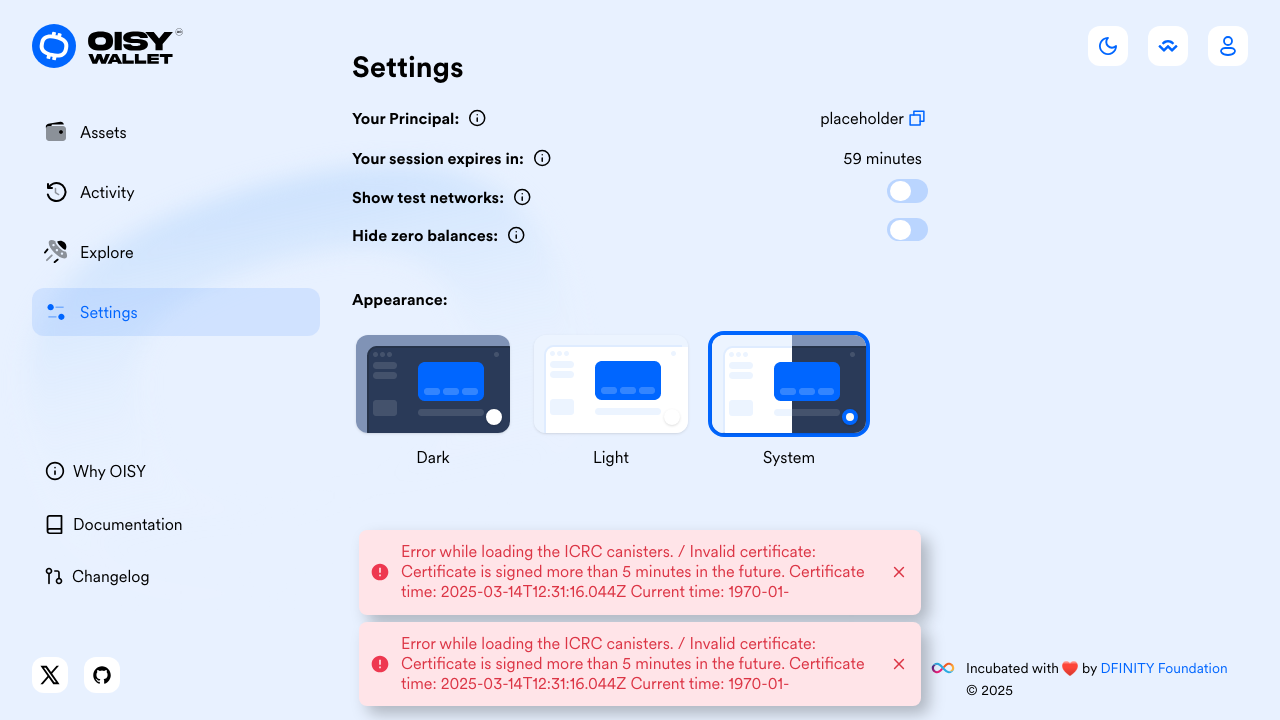 OISY
WALLET
Settings
Assets
Activity
Explore
Settings
Why OISY
Documentation
Changelog
Your Principal:
placeholder
Your session expires in:
59 minutes
Show test networks:
Hide zero balances:
Appearance:
Dark
Light
System
Error while loading the ICRC canisters. / Invalid certificate:
Certificate is signed more than 5 minutes in the future. Certificate
time: 2025-03-14T12:31:16.044Z Current time: 1970-01-
Error while loading the ICRC canisters. / Invalid certificate:
Certificate is signed more than 5 minutes in the future. Certificate
time: 2025-03-14T12:31:16.044Z Current time: 1970-01-
Incubated with ❤️ by DFINITY Foundation
© 2025